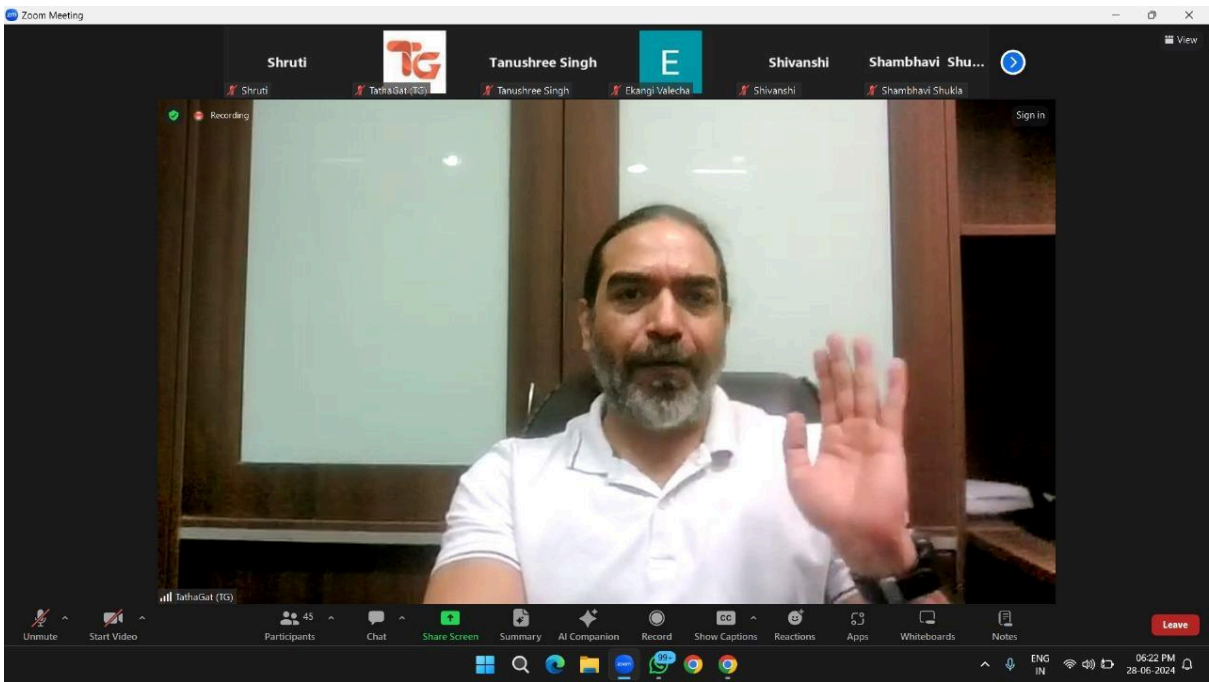 Zoom Meeting
View
Shruti
TG
Tanushree Singh
E
Shivanshi
Shambhavi Shu...
Shruti
TathaGat (TG)
Tanushree Singh
Ekangi Valecha
Shivanshi
Shambhavi Shukla
Recording
Sign in
TathaGat (TG)
45
CC
Unmute
Start Video
Participants
Chat
Share Screen
Summary
AI Companion
Record
Show Captions
Reactions
Apps
Whiteboards
Notes
Leave
zoom
99+
ENG
IN
06:22 PM
28-06-2024